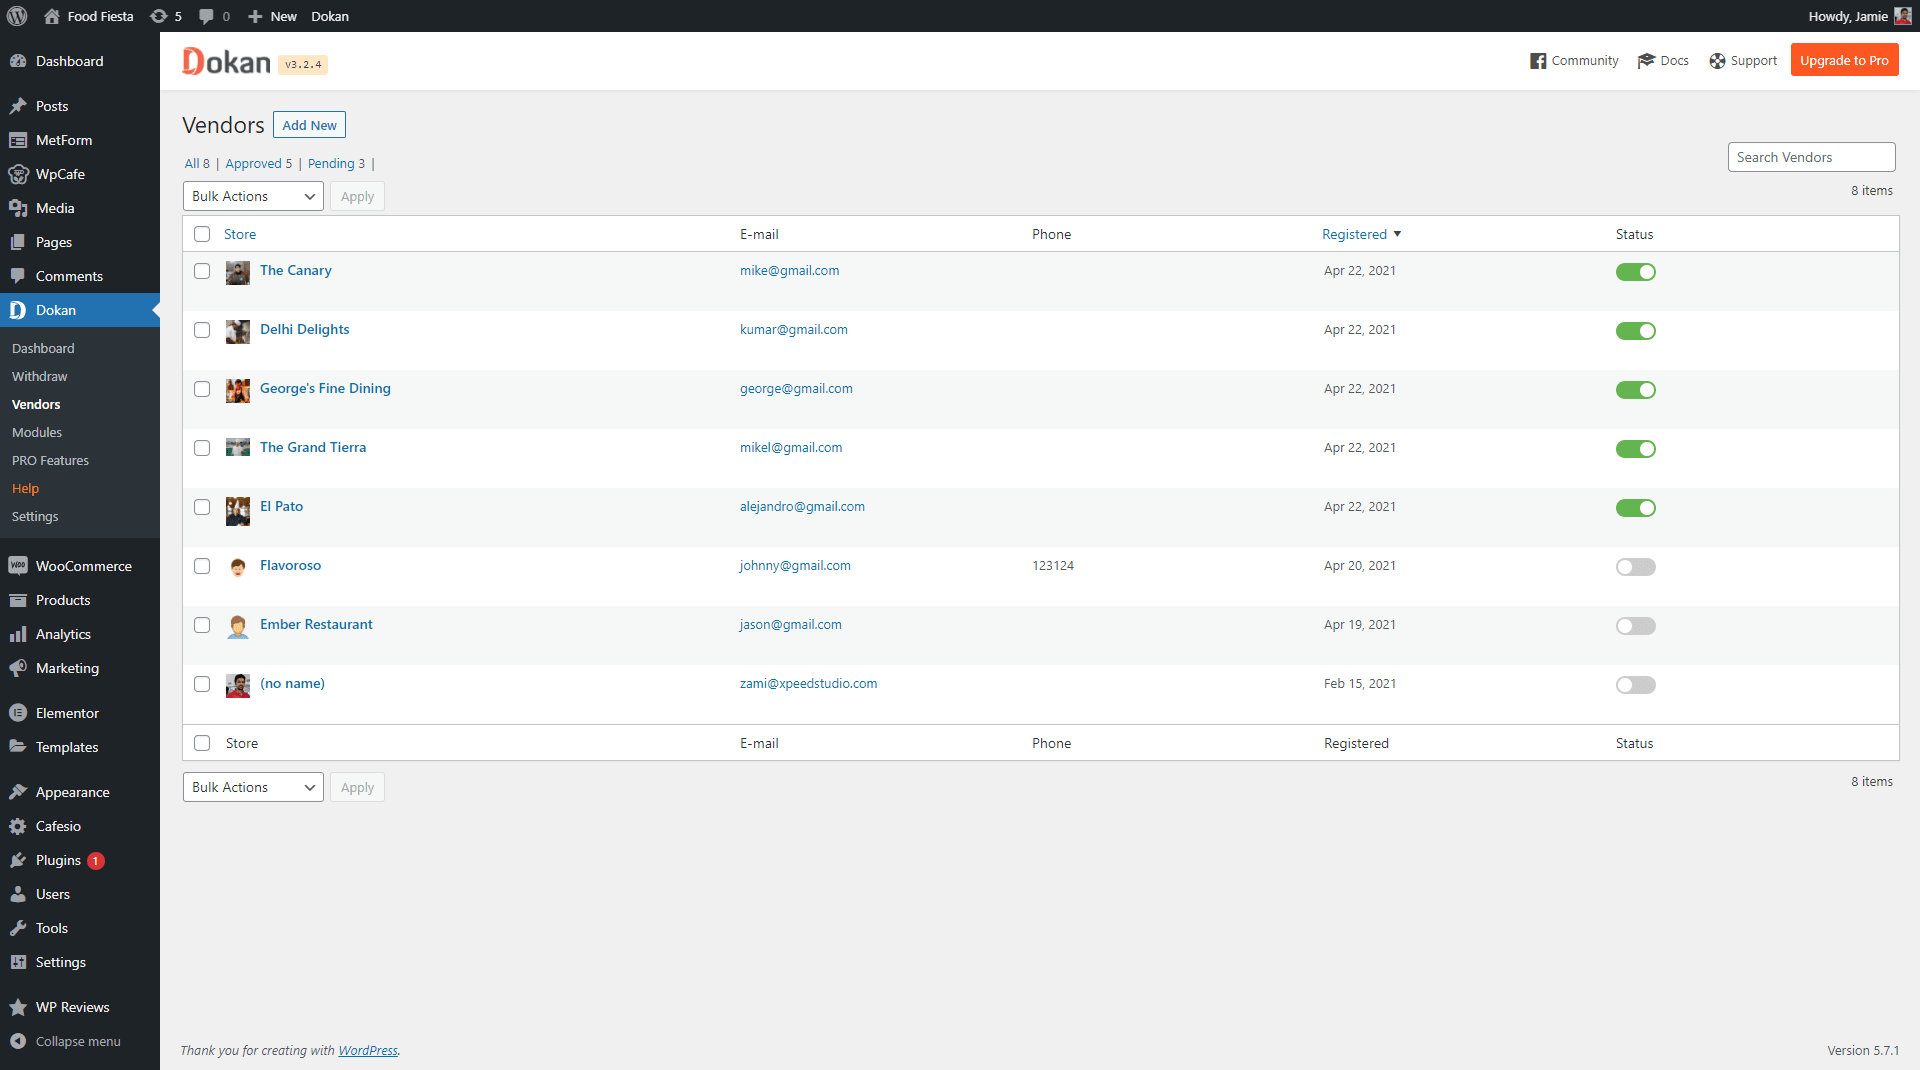 Food Fiesta 5 0 New Dokan Howdy, Jamie
Dashboard
Posts
MetForm
WpCafe
Media
Pages
Comments
Dokan
Dashboard
Withdraw
Vendors
Modules
PRO Features
Help
Settings
WooCommerce
Products
Analytics
Marketing
Elementor
Templates
Appearance
Cafesio
Plugins 1
Users
Tools
Settings
WP Reviews
Collapse menu
Dokan v3.2.4 Community Docs Support Upgrade to Pro
Vendors Add New
All 8 | Approved 5 | Pending 3 |
Search Vendors
Bulk Actions Apply
8 items
Store E-mail Phone Registered Status
The Canary mike@gmail.com Apr 22, 2021
Delhi Delights kumar@gmail.com Apr 22, 2021
George's Fine Dining george@gmail.com Apr 22, 2021
The Grand Tierra mikel@gmail.com Apr 22, 2021
El Pato alejandro@gmail.com Apr 22, 2021
Flavoroso johnny@gmail.com 123124 Apr 20, 2021
Ember Restaurant jason@gmail.com Apr 19, 2021
(no name) zami@xpeedstudio.com Feb 15, 2021
Store E-mail Phone Registered Status
Bulk Actions Apply
8 items
Thank you for creating with WordPress.
Version 5.7.1